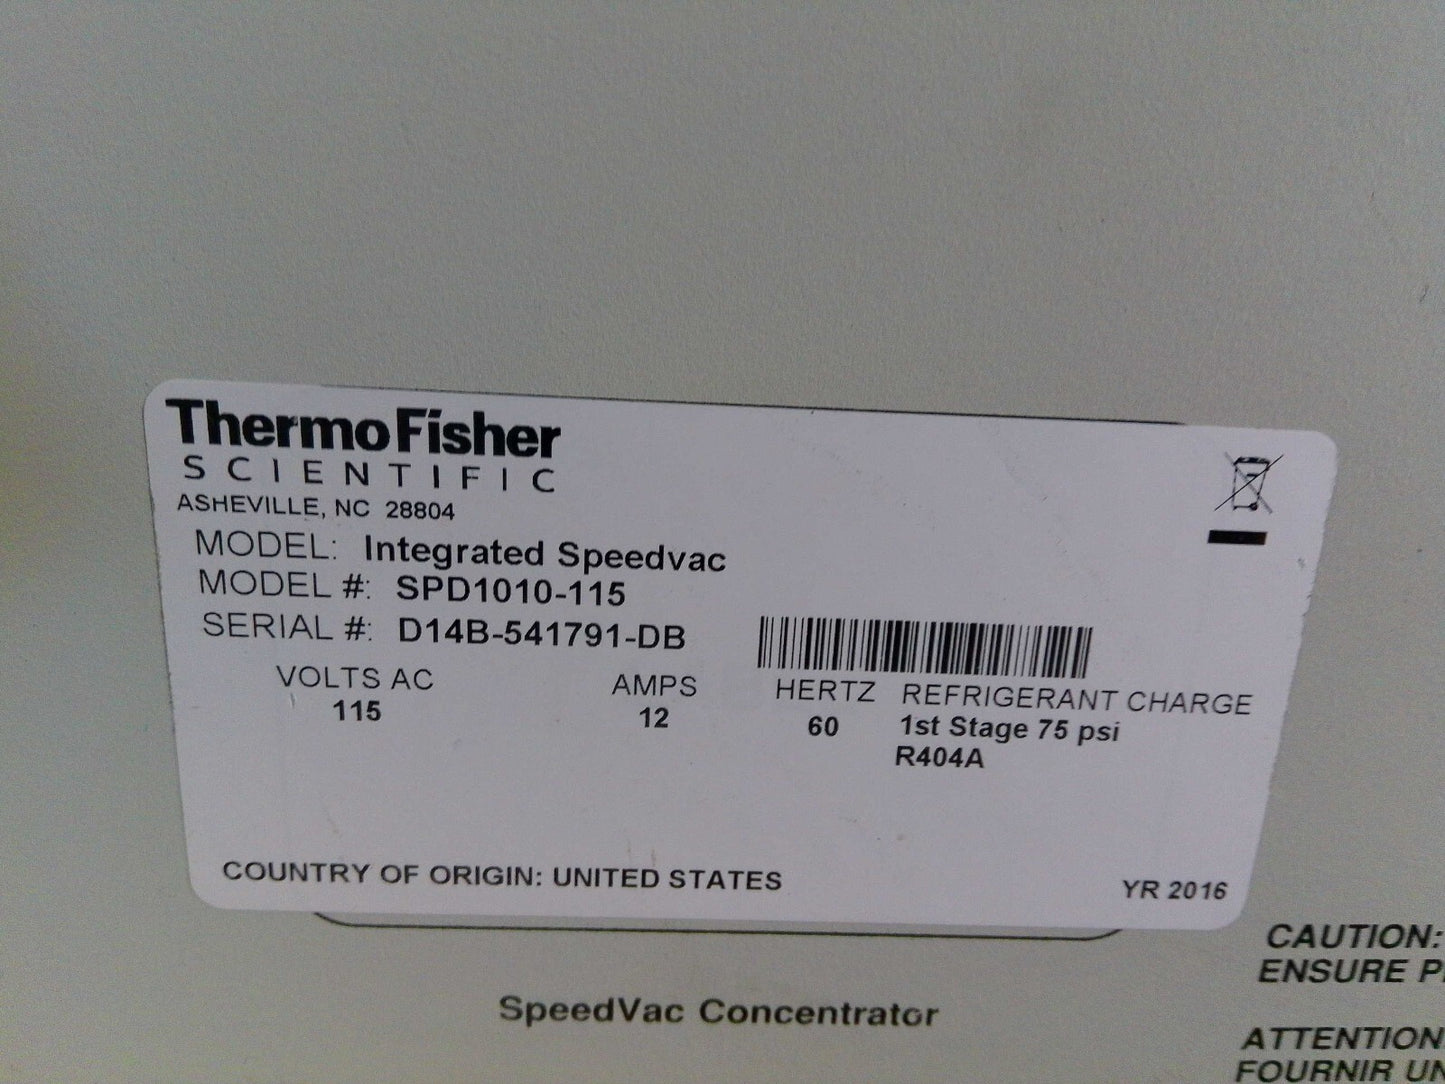 ThermoFisher
SCIENTIFIC
ASHEVILLE, NC 28804
MODEL: Integrated Speedvac
MODEL #: SPD1010-115
SERIAL #: D14B-541791-DB
VOLTS AC AMPS HERTZ REFRIGERANT CHARGE
115 12 60 1st Stage 75 psi
R404A
COUNTRY OF ORIGIN: UNITED STATES YR 2016
SpeedVac Concentrator
CAUTION:
ENSURE
ATTENTION
FOURNIR